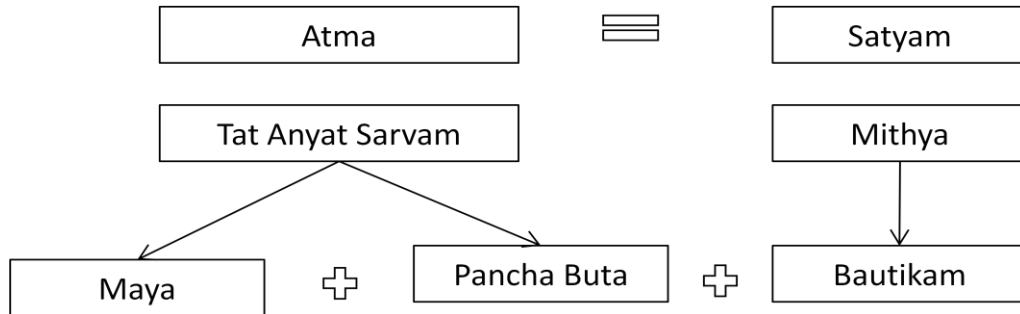 Atma
Satyam
Tat Anyat Sarvam
Mithya
Maya
Pancha Buta
Bautikam